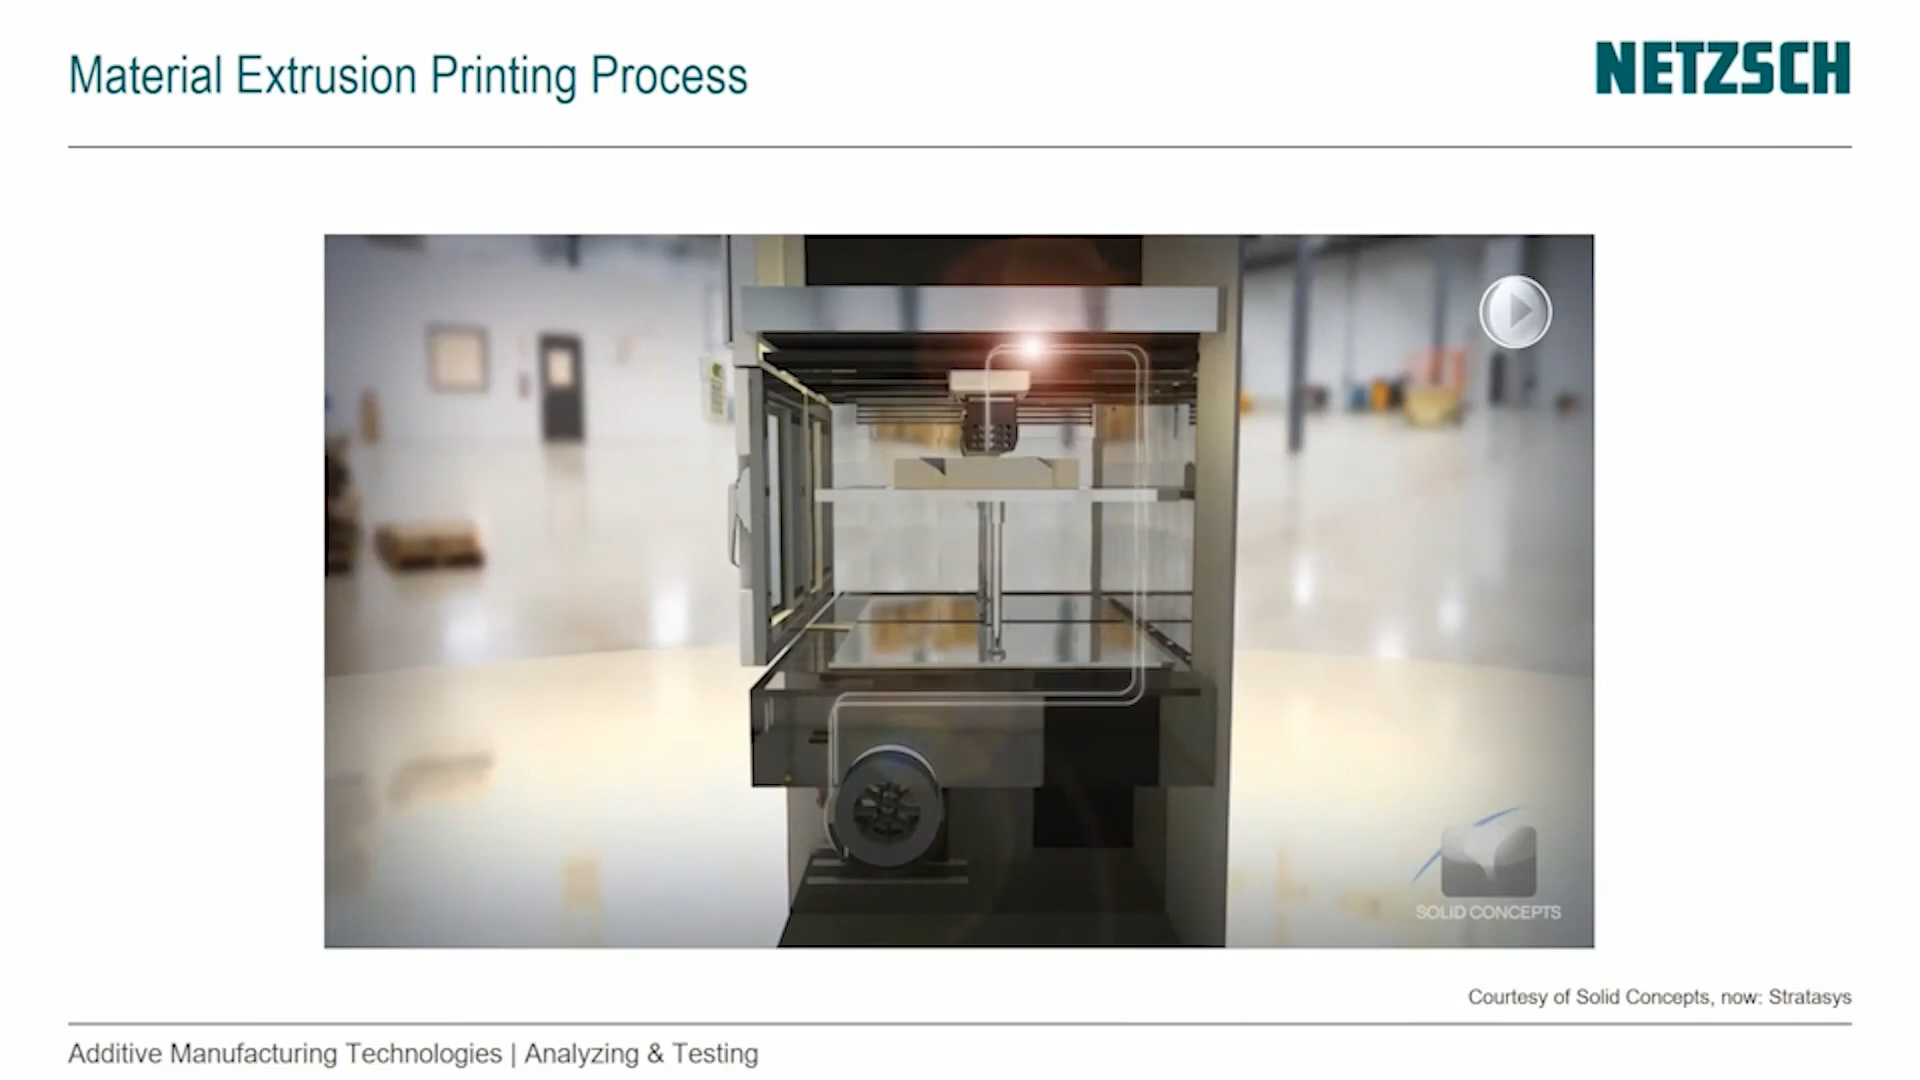 Material Extrusion Printing Process
NETZSCH
SOLID CONCEPTS
Courtesy of Solid Concepts, now: Stratasys
Additive Manufacturing Technologies | Analyzing & Testing